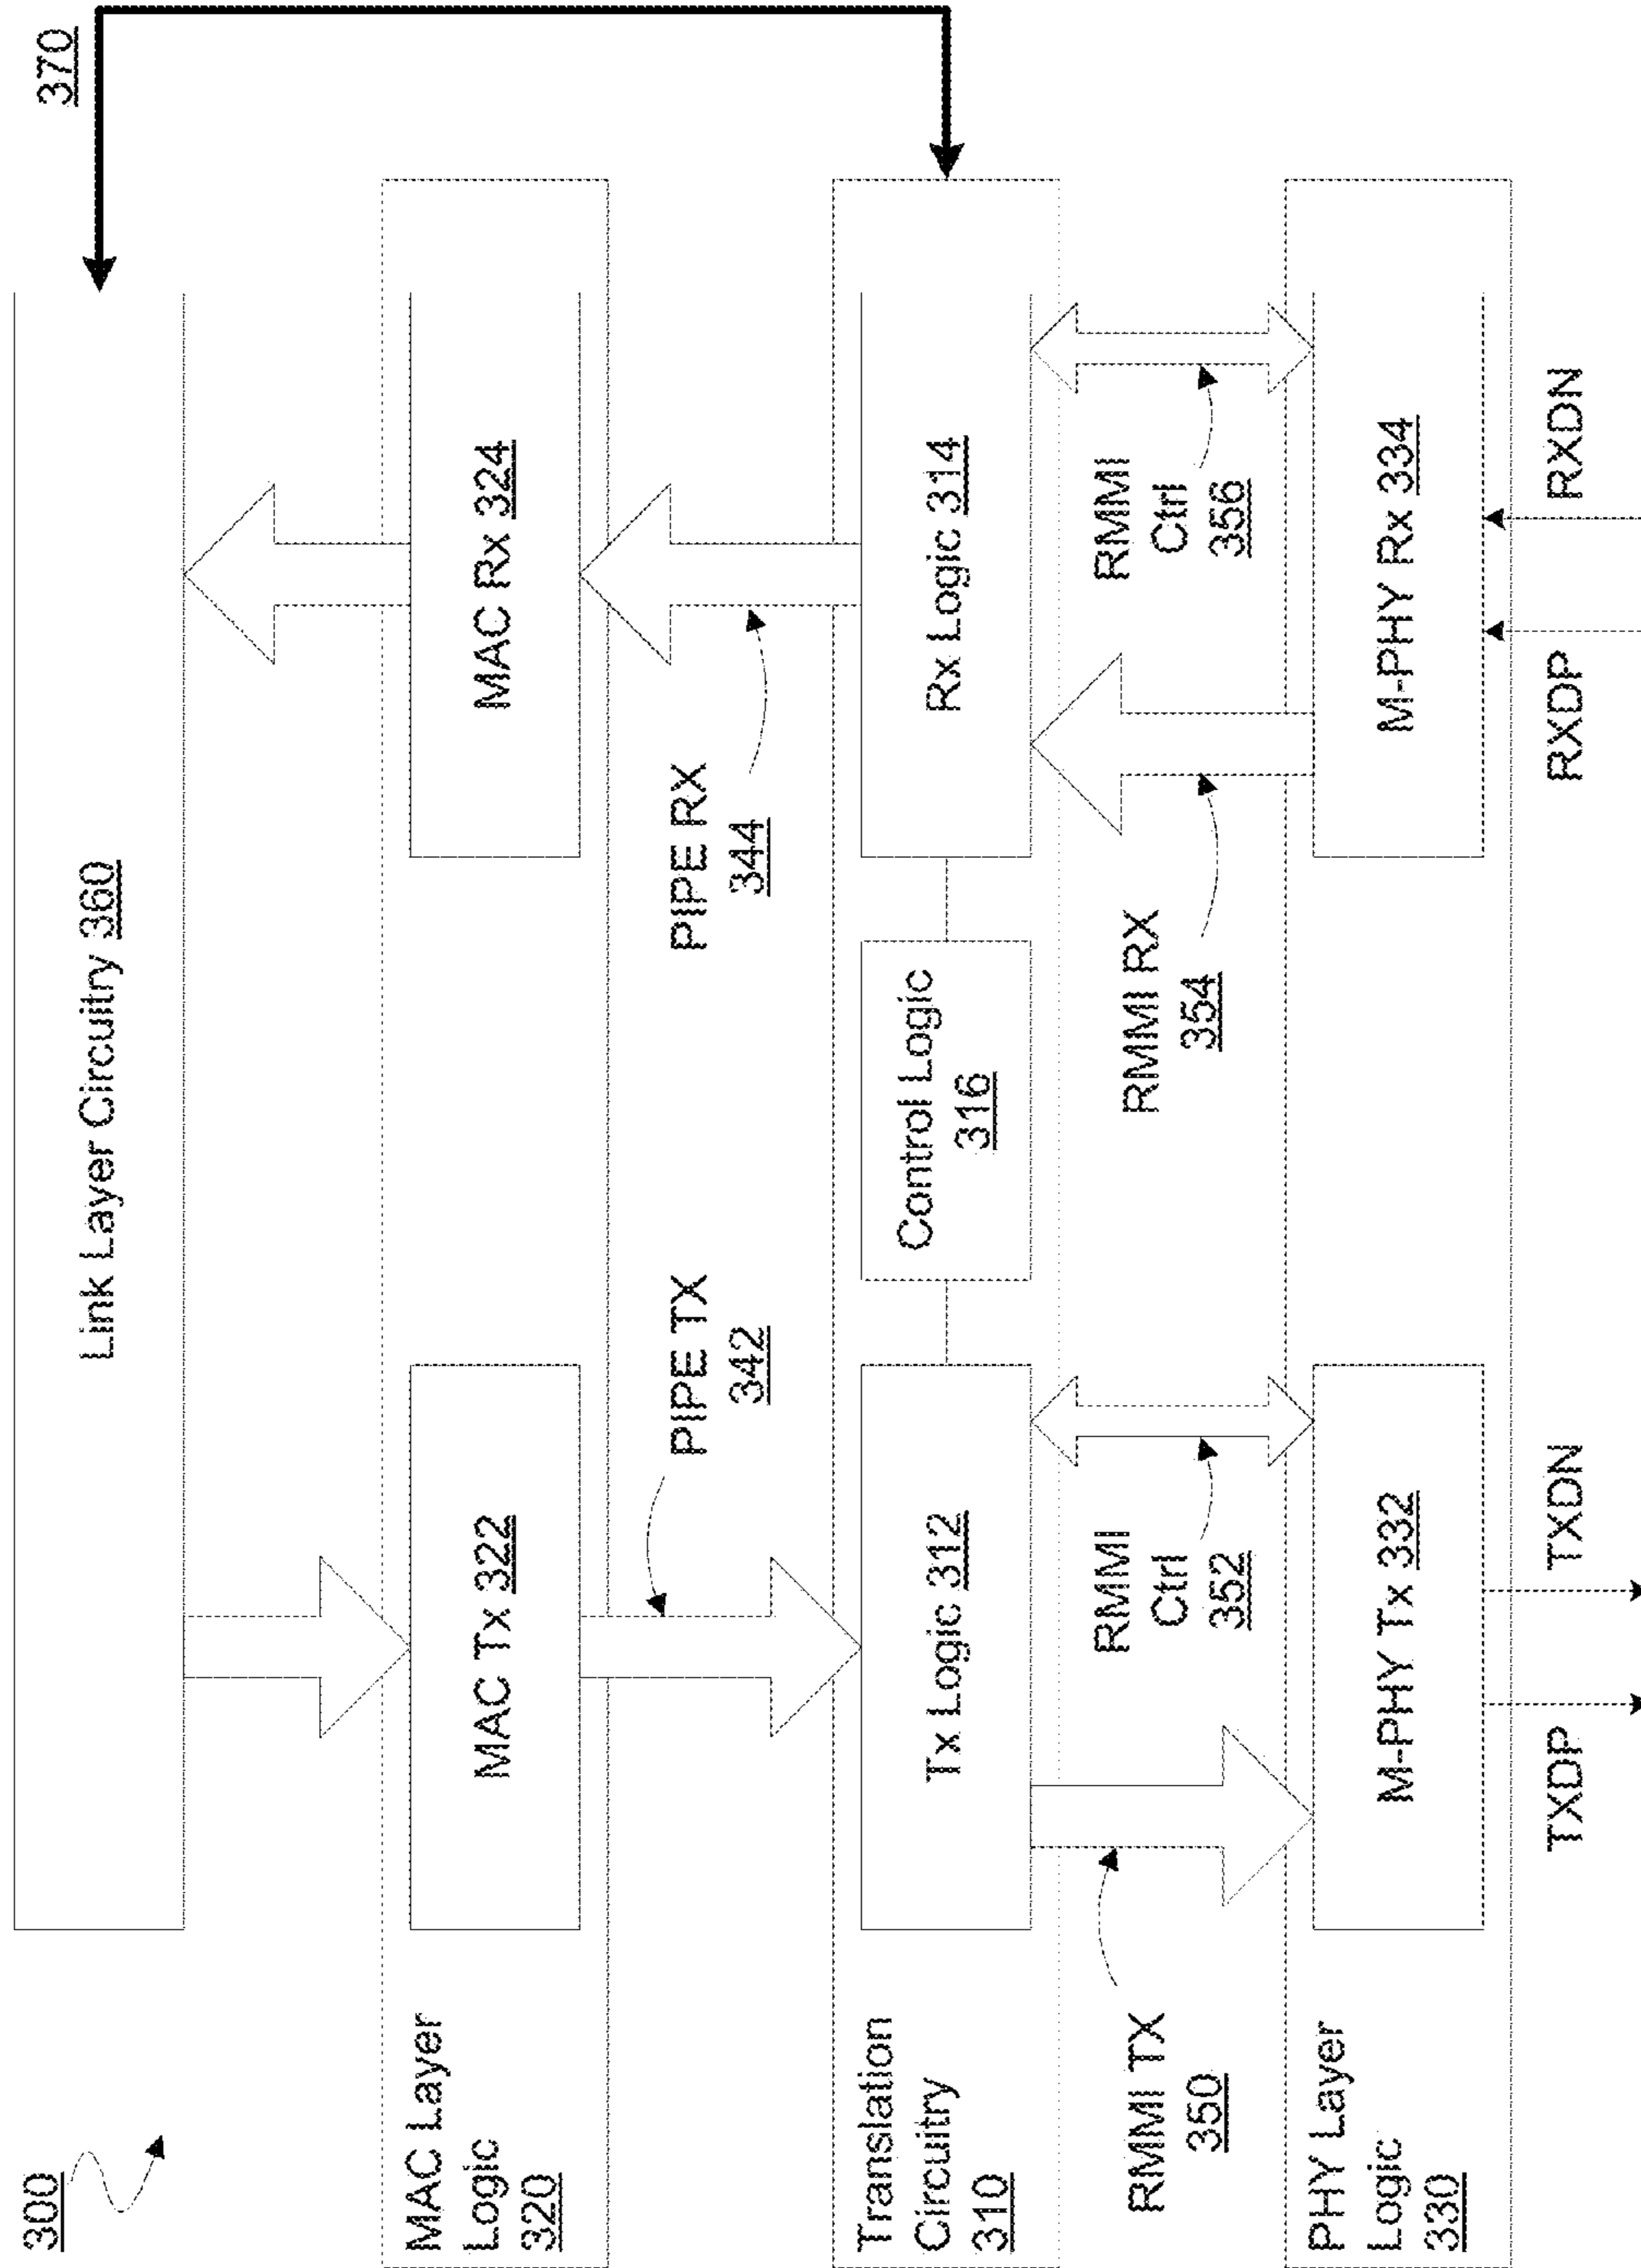 300
370
Link Layer Circuitry 360
MAC Layer
Logic
320
MAC Tx 322
MAC Rx 324
PIPE TX
342
PIPE RX
344
Translation
Circuitry
310
Tx Logic 312
Control Logic
316
Rx Logic 314
RMMI TX
350
RMMI
Ctrl
352
RMMI RX
354
RMMI
Ctrl
356
PHY Layer
Logic
330
M-PHY Tx 332
M-PHY Rx 334
TXDP
TXDN
RXDP
RXDN